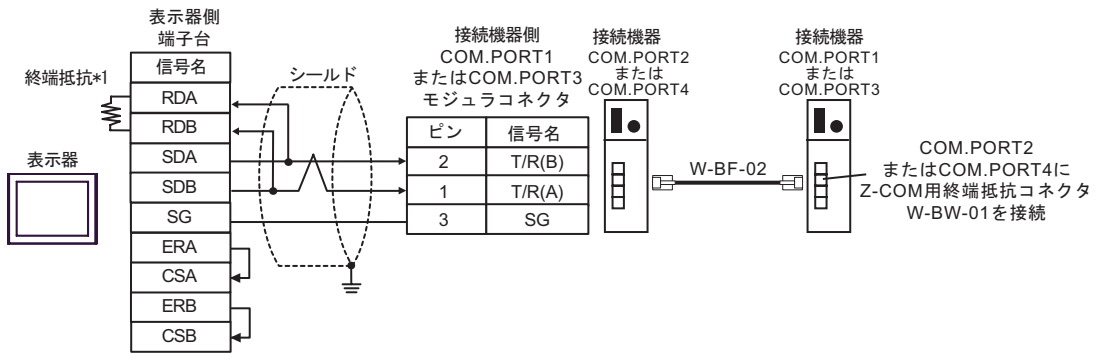 表示器側
端子台
信号名
RDA
RDB
SDA
SDB
SG
ERA
CSA
ERB
CSB
終端抵抗*1
表示器
シールド
接続機器側
COM.PORT1
またはCOM.PORT3
モジュラコネクタ
ピン 信号名
2 T/R(B)
1 T/R(A)
3 SG
接続機器
COM.PORT2
または
COM.PORT4
W-BF-02
接続機器
COM.PORT1
または
COM.PORT3
COM.PORT2
またはCOM.PORT4に
Z-COM用終端抵抗コネクタ
W-BW-01を接続